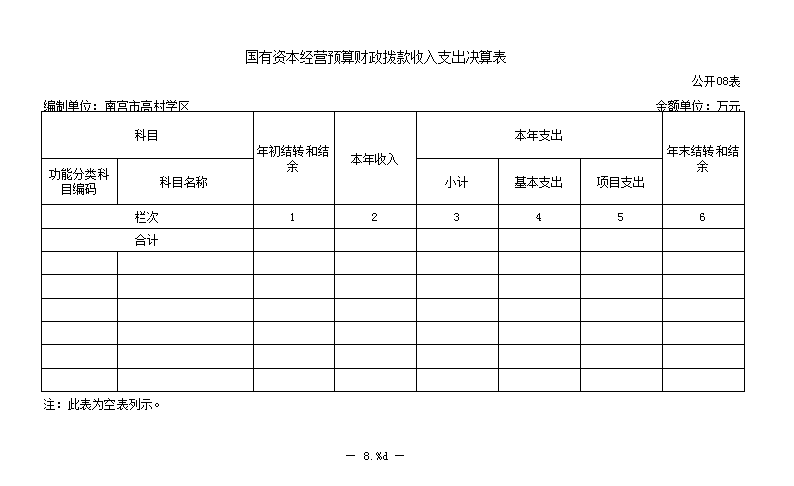 国有资本经营预算财政拨款收入支出决算表
公开08表
编制单位：南宫市高村学区 金额单位：万元
科目 年初结转和结余 本年收入 本年支出 年末结转和结余
功能分类科目编码 科目名称 小计 基本支出 项目支出
栏次 1 2 3 4 5 6
合计
注：此表为空表列示。
— 8.%d —